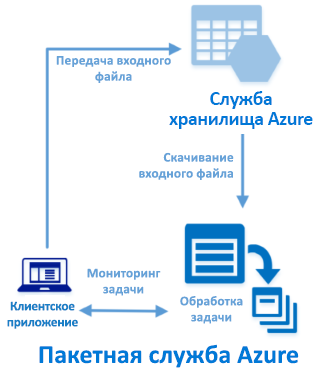 Передача входного
файла
Служба
хранилища Azure
Скачивание
входного файла
Мониторинг
задачи
Клиентское
приложение
Обработка
задачи
Пакетная служба Azure